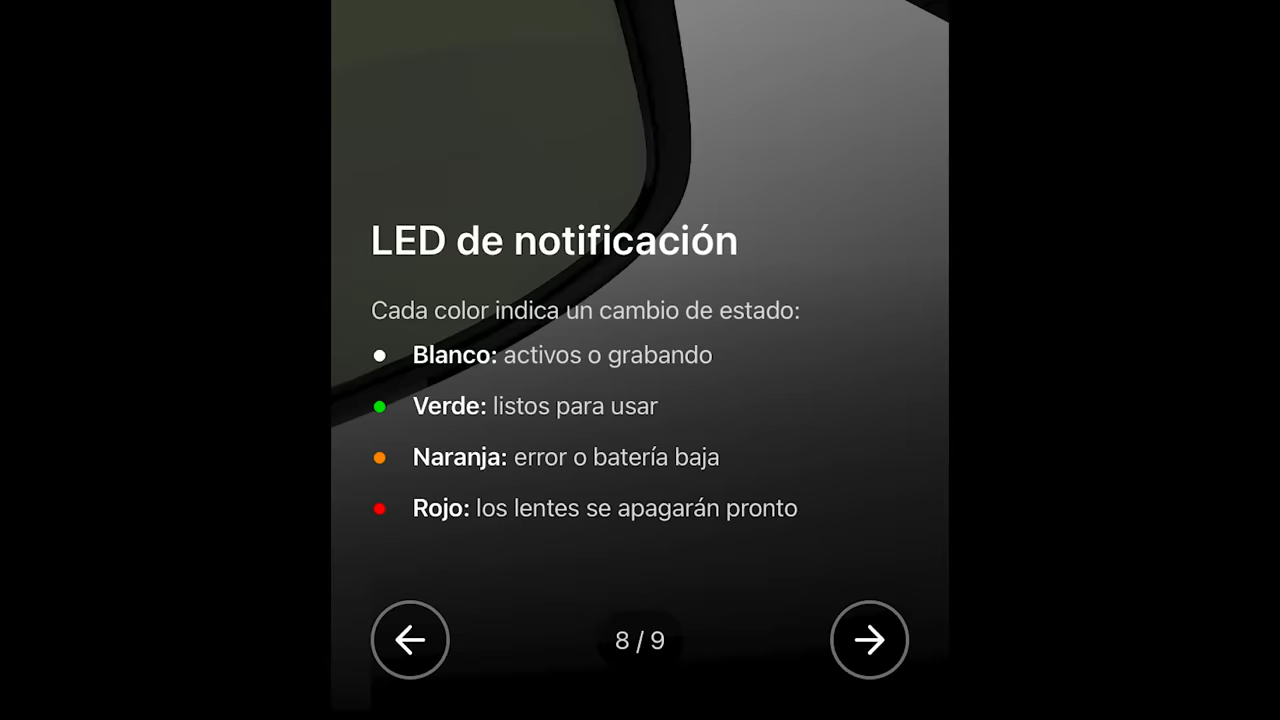 LED de notificación
Cada color indica un cambio de estado:
Blanco: activos o grabando
Verde: listos para usar
Naranja: error o batería baja
Rojo: los lentes se apagarán pronto
8 / 9